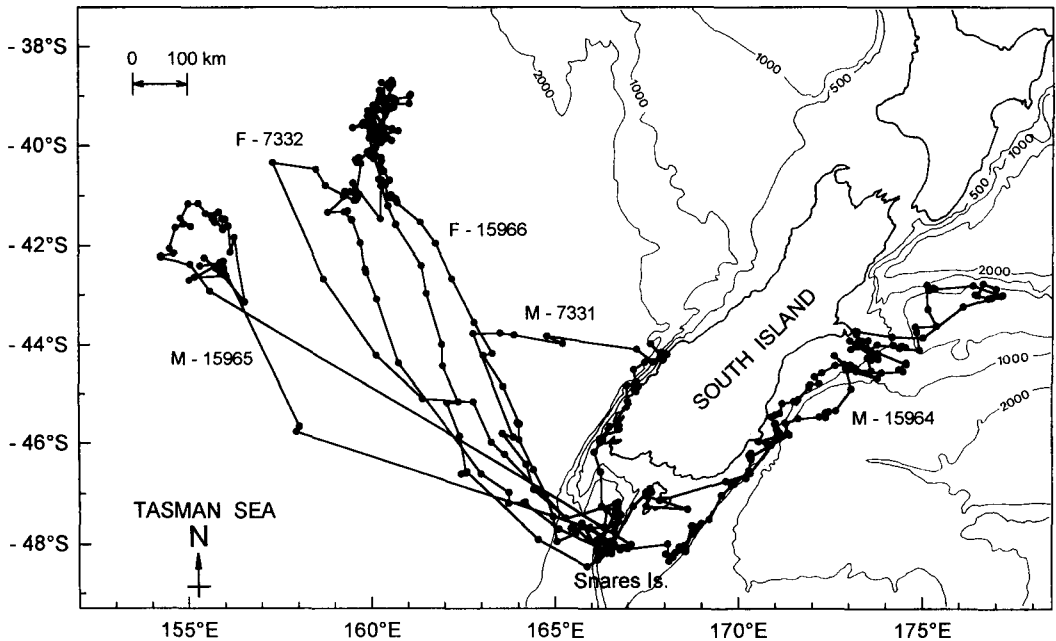 - 38°S
- 40°S
- 42°S
- 44°S
- 46°S
- 48°S
0 100 km
F - 7332
F - 15966
M - 7331
M - 15965
M - 15964
SOUTH ISLAND
TASMAN SEA
N
Snares Is.
2000
1000
1000
500
500
1000
2000
1000
2000
155°E
160°E
165°E
170°E
175°E